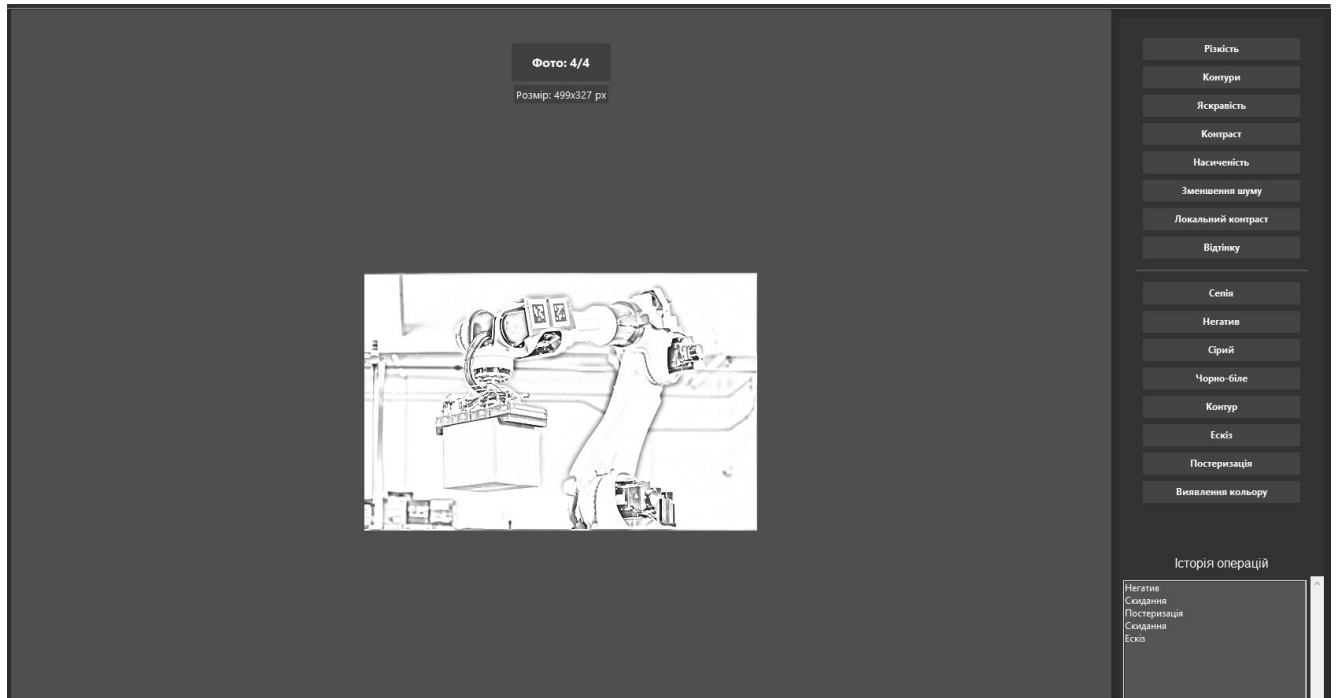 Фото: 4/4
Розмір: 499x327 px
Різкість
Контури
Яскравість
Контраст
Насиченість
Зменшення шуму
Локальний контраст
Відтінку
Сепія
Негатив
Сірий
Чорно-біле
Контур
Ескіз
Постеризація
Виявлення кольору
Історія операцій
Негатив
Скидання
Постеризація
Скидання
Ескіз